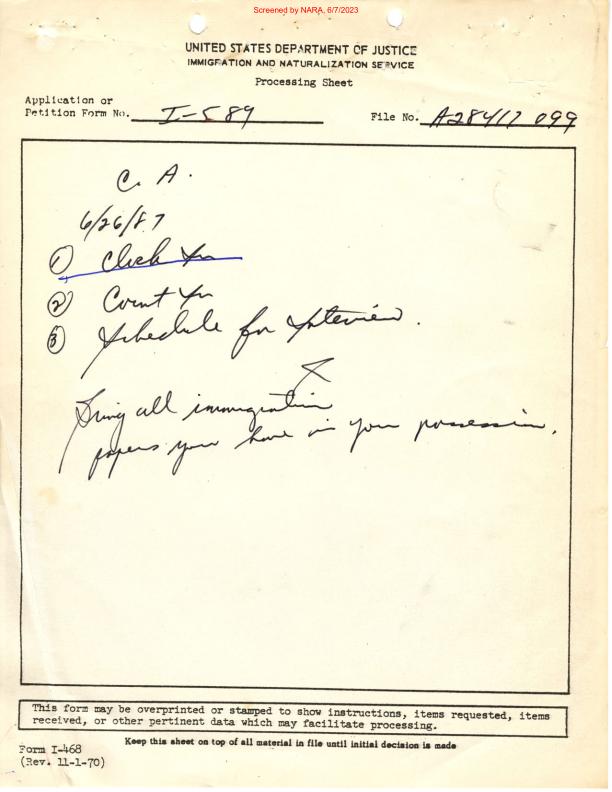 Screened by NARA, 6/7/2023
UNITED STATES DEPARTMENT OF JUSTICE
IMMIGRATION AND NATURALIZATION SERVICE
Processing Sheet
Application or
Petition Form No. I-589 File No. A28417 099
C. A.
6/26/87
① Clock In
② Count In
③ Schedule for Interview.
Bring all immigration
papers you have in your possession.
This form may be overprinted or stamped to show instructions, items requested, items
received, or other pertinent data which may facilitate processing.
Keep this sheet on top of all material in file until initial decision is made
Form I-468
(Rev. 11-1-70)